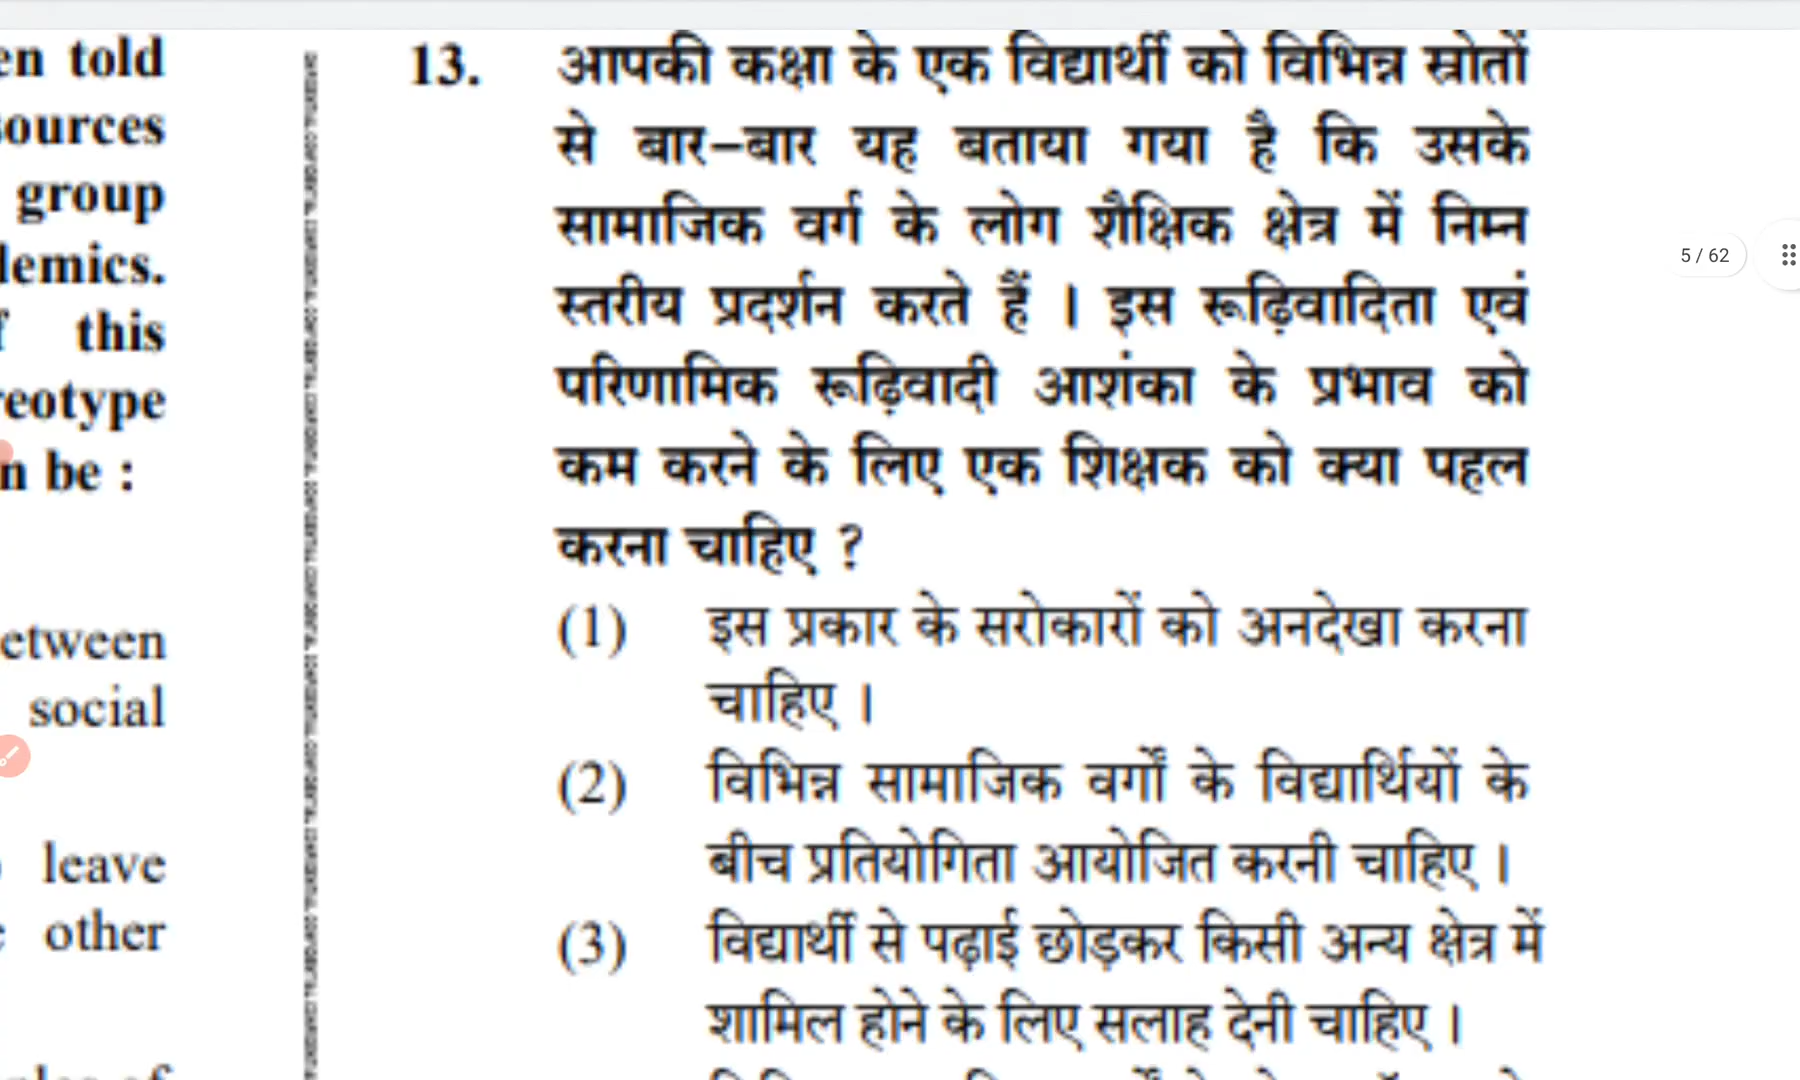 en told
sources
group
lemics.
this
reotype
n be :
etween
social
leave
other
13. आपकी कक्षा के एक विद्यार्थी को विभिन्न स्रोतों
से बार–बार यह बताया गया है कि उसके
सामाजिक वर्ग के लोग शैक्षिक क्षेत्र में निम्न
स्तरीय प्रदर्शन करते हैं । इस रूढ़िवादिता एवं
परिणामिक रूढ़िवादी आशंका के प्रभाव को
कम करने के लिए एक शिक्षक को क्या पहल
करना चाहिए ?
(1) इस प्रकार के सरोकारों को अनदेखा करना
चाहिए ।
(2) विभिन्न सामाजिक वर्गों के विद्यार्थियों के
बीच प्रतियोगिता आयोजित करनी चाहिए ।
(3) विद्यार्थी से पढ़ाई छोड़कर किसी अन्य क्षेत्र में
शामिल होने के लिए सलाह देनी चाहिए ।
5 / 62